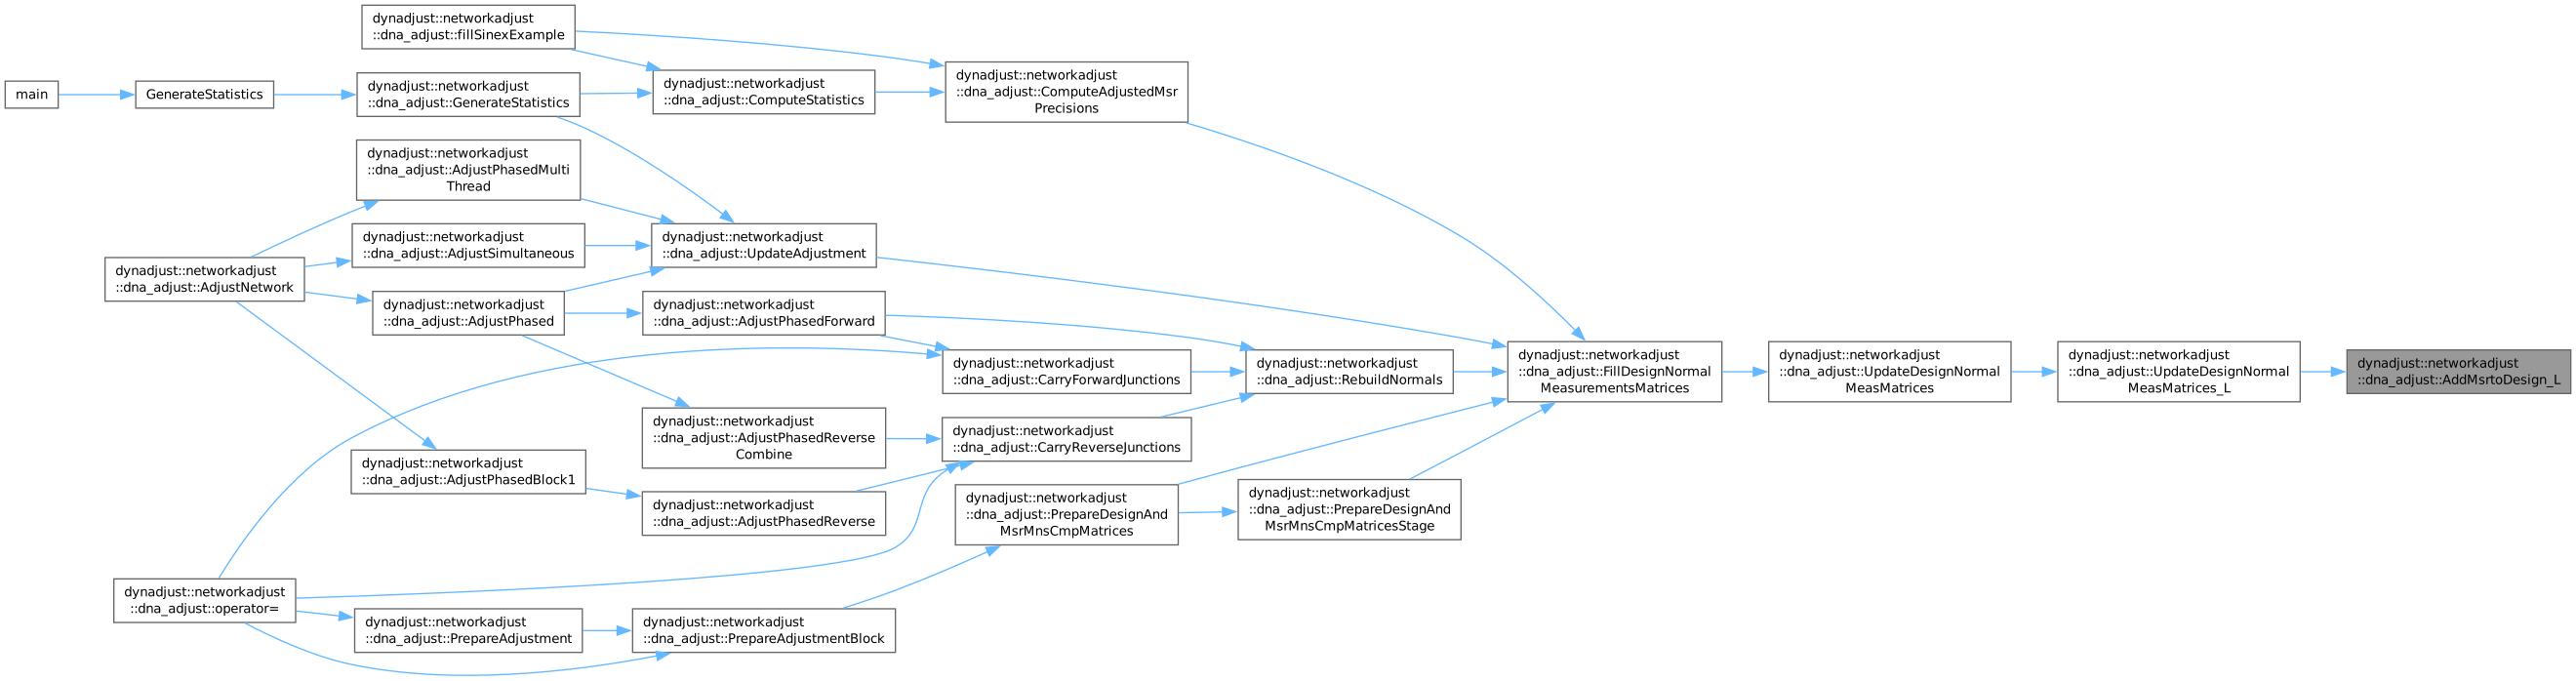 main
GenerateStatistics
dynadjust::networkadjust
::dna_adjust::fillSinexExample
dynadjust::networkadjust
::dna_adjust::GenerateStatistics
dynadjust::networkadjust
::dna_adjust::ComputeStatistics
dynadjust::networkadjust
::dna_adjust::ComputeAdjustedMsr
Precisions
dynadjust::networkadjust
::dna_adjust::AdjustPhasedMulti
Thread
dynadjust::networkadjust
::dna_adjust::AdjustSimultaneous
dynadjust::networkadjust
::dna_adjust::UpdateAdjustment
dynadjust::networkadjust
::dna_adjust::AdjustNetwork
dynadjust::networkadjust
::dna_adjust::AdjustPhased
dynadjust::networkadjust
::dna_adjust::AdjustPhasedForward
dynadjust::networkadjust
::dna_adjust::CarryForwardJunctions
dynadjust::networkadjust
::dna_adjust::RebuildNormals
dynadjust::networkadjust
::dna_adjust::FillDesignNormal
MeasurementsMatrices
dynadjust::networkadjust
::dna_adjust::UpdateDesignNormal
MeasMatrices
dynadjust::networkadjust
::dna_adjust::UpdateDesignNormal
MeasMatrices_L
dynadjust::networkadjust
::dna_adjust::AddMsrtoDesign_L
dynadjust::networkadjust
::dna_adjust::AdjustPhasedReverse
Combine
dynadjust::networkadjust
::dna_adjust::CarryReverseJunctions
dynadjust::networkadjust
::dna_adjust::AdjustPhasedBlock1
dynadjust::networkadjust
::dna_adjust::AdjustPhasedReverse
dynadjust::networkadjust
::dna_adjust::PrepareDesignAnd
MsrMnsCmpMatrices
dynadjust::networkadjust
::dna_adjust::PrepareDesignAnd
MsrMnsCmpMatricesStage
dynadjust::networkadjust
::dna_adjust::operator=
dynadjust::networkadjust
::dna_adjust::PrepareAdjustment
dynadjust::networkadjust
::dna_adjust::PrepareAdjustmentBlock